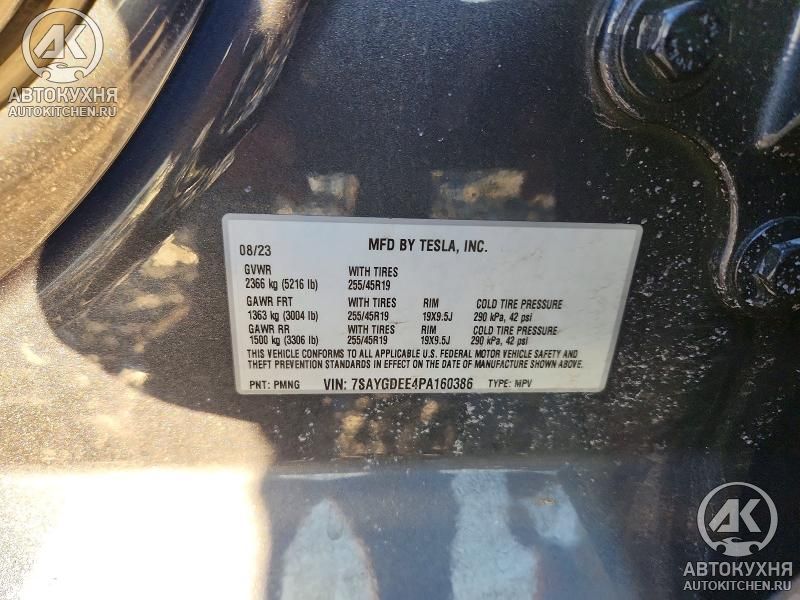 AK
АВТОКУХНЯ
AUTOKITCHEN.RU
08/23 MFD BY TESLA, INC.
GVWR WITH TIRES
2366 kg (5216 lb) 255/45R19
GAWR FRT WITH TIRES RIM COLD TIRE PRESSURE
1363 kg (3004 lb) 255/45R19 19X9.5J 290 kPa, 42 psi
GAWR RR WITH TIRES RIM COLD TIRE PRESSURE
1500 kg (3306 lb) 255/45R19 19X9.5J 290 kPa, 42 psi
THIS VEHICLE CONFORMS TO ALL APPLICABLE U.S. FEDERAL MOTOR VEHICLE SAFETY AND
THEFT PREVENTION STANDARDS IN EFFECT ON THE DATE OF MANUFACTURE SHOWN ABOVE.
PNT: PMNG VIN: 7SAYGDEE4PA160386 TYPE: MPV
AK
АВТОКУХНЯ
AUTOKITCHEN.RU